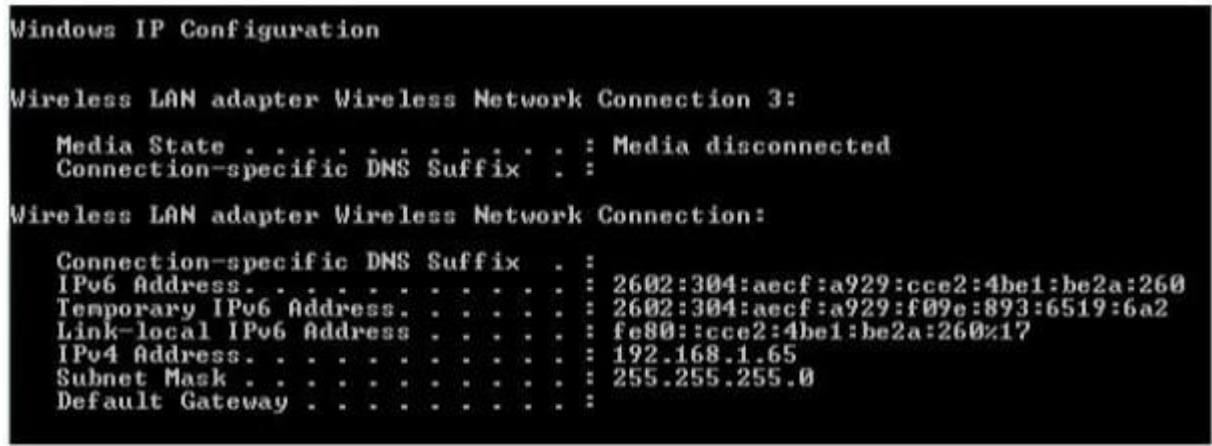 Windows IP Configuration
Wireless LAN adapter Wireless Network Connection 3:
Media State . . . . . . . . . . . : Media disconnected
Connection-specific DNS Suffix  . :
Wireless LAN adapter Wireless Network Connection:
Connection-specific DNS Suffix  . :
IPv6 Address. . . . . . . . . . . : 2602:304:aecf:a929:cce2:4be1:be2a:260
Temporary IPv6 Address. . . . . . : 2602:304:aecf:a929:f09e:893:6519:6a2
Link-local IPv6 Address . . . . . : fe80::cce2:4be1:be2a:260%17
IPv4 Address. . . . . . . . . . . : 192.168.1.65
Subnet Mask . . . . . . . . . . . : 255.255.255.0
Default Gateway . . . . . . . . . :